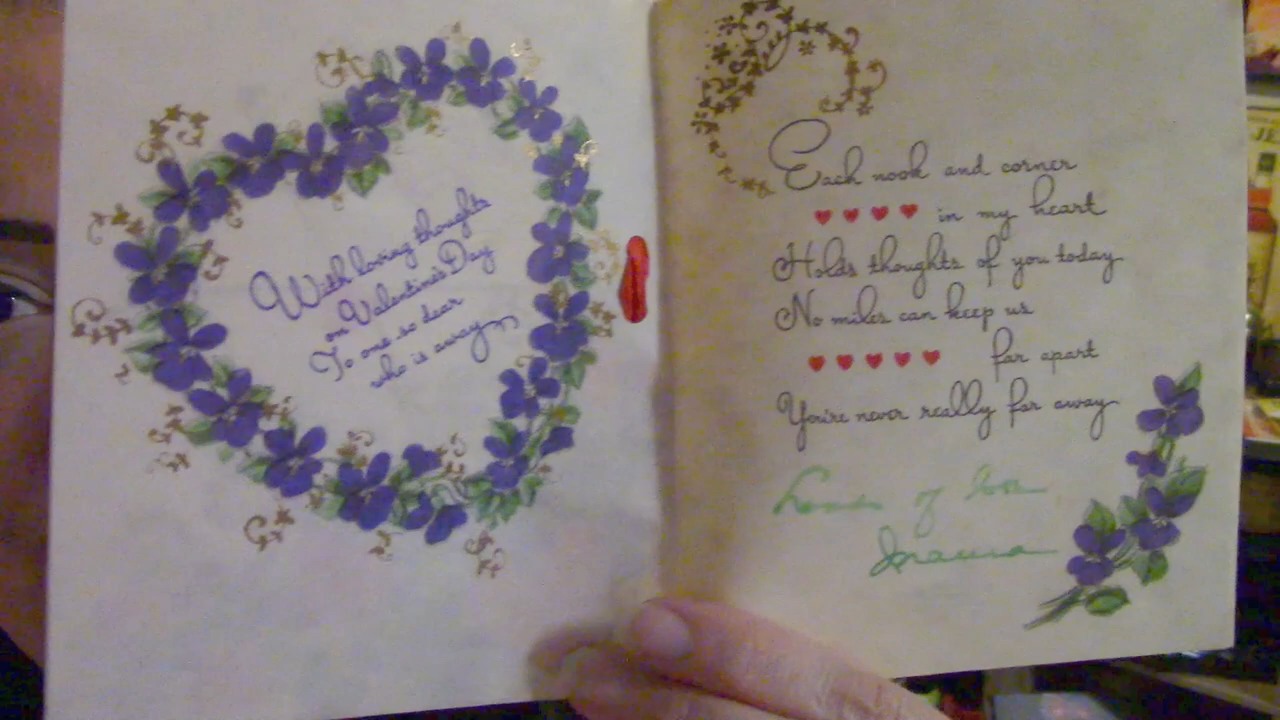 With loving thoughts
on Valentine's Day
To one so dear
who is away
Each nook and corner
in my heart
Holds thoughts of you today
No miles can keep us
far apart
You're never really far away
Loads of love